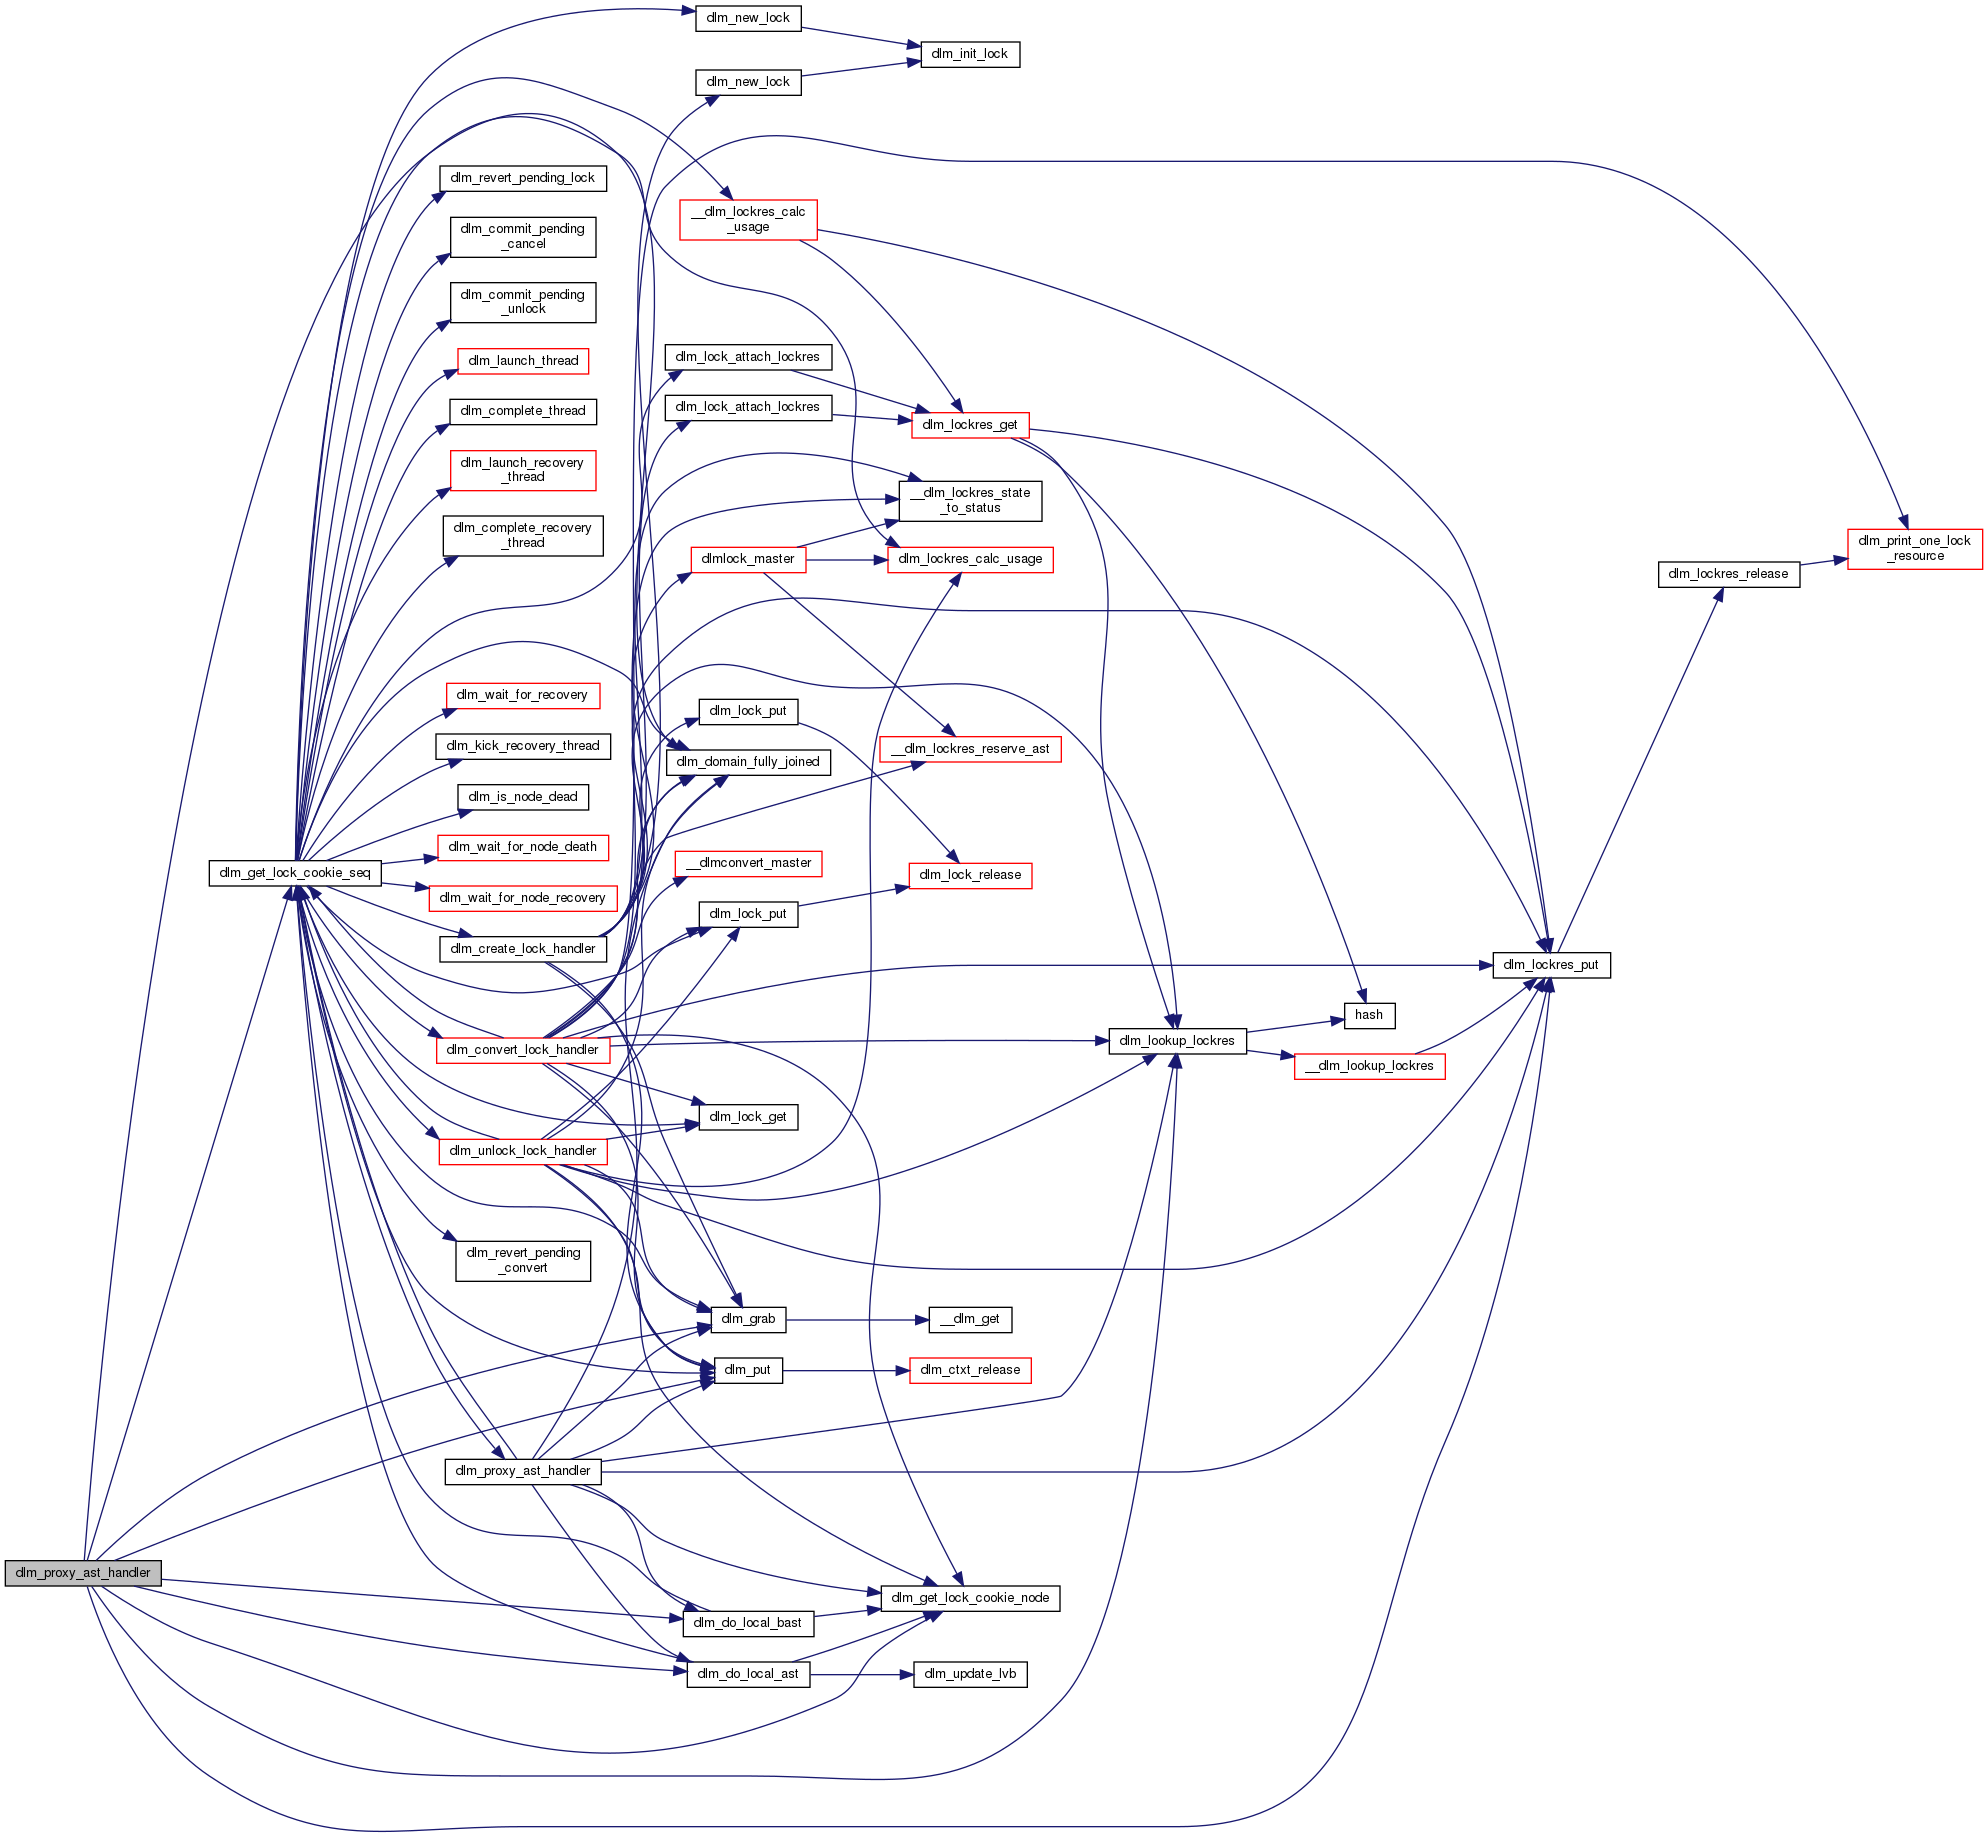 dlm_new_lock
dlm_init_lock
dlm_new_lock
dlm_revert_pending_lock
__dlm_lockres_calc
_usage
dlm_commit_pending
_cancel
dlm_commit_pending
_unlock
dlm_launch_thread
dlm_lock_attach_lockres
dlm_complete_thread
dlm_lock_attach_lockres
dlm_lockres_get
dlm_launch_recovery
_thread
__dlm_lockres_state
_to_status
dlm_complete_recovery
_thread
dlmlock_master
dlm_lockres_calc_usage
dlm_print_one_lock
_resource
dlm_lockres_release
dlm_wait_for_recovery
dlm_lock_put
dlm_kick_recovery_thread
dlm_domain_fully_joined
__dlm_lockres_reserve_ast
dlm_is_node_dead
dlm_wait_for_node_death
__dlmconvert_master
dlm_get_lock_cookie_seq
dlm_lock_release
dlm_wait_for_node_recovery
dlm_lock_put
dlm_create_lock_handler
dlm_lockres_put
hash
dlm_convert_lock_handler
dlm_lookup_lockres
__dlm_lookup_lockres
dlm_lock_get
dlm_unlock_lock_handler
dlm_revert_pending
_convert
dlm_grab
__dlm_get
dlm_put
dlm_ctxt_release
dlm_proxy_ast_handler
dlm_proxy_ast_handler
dlm_get_lock_cookie_node
dlm_do_local_bast
dlm_do_local_ast
dlm_update_lvb